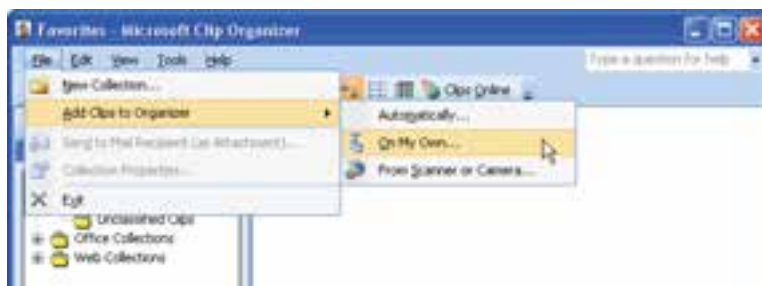 Favorites - Microsoft Clip Organizer
File Edit View Tools Help
Type a question for help
New Collection...
Clips Online
Add Clips to Organizer
Automatically...
Send to Mail Recipient (as Attachment)...
On My Own...
Collection Properties...
From Scanner or Camera...
Exit
Unclassified Clips
Office Collections
Web Collections